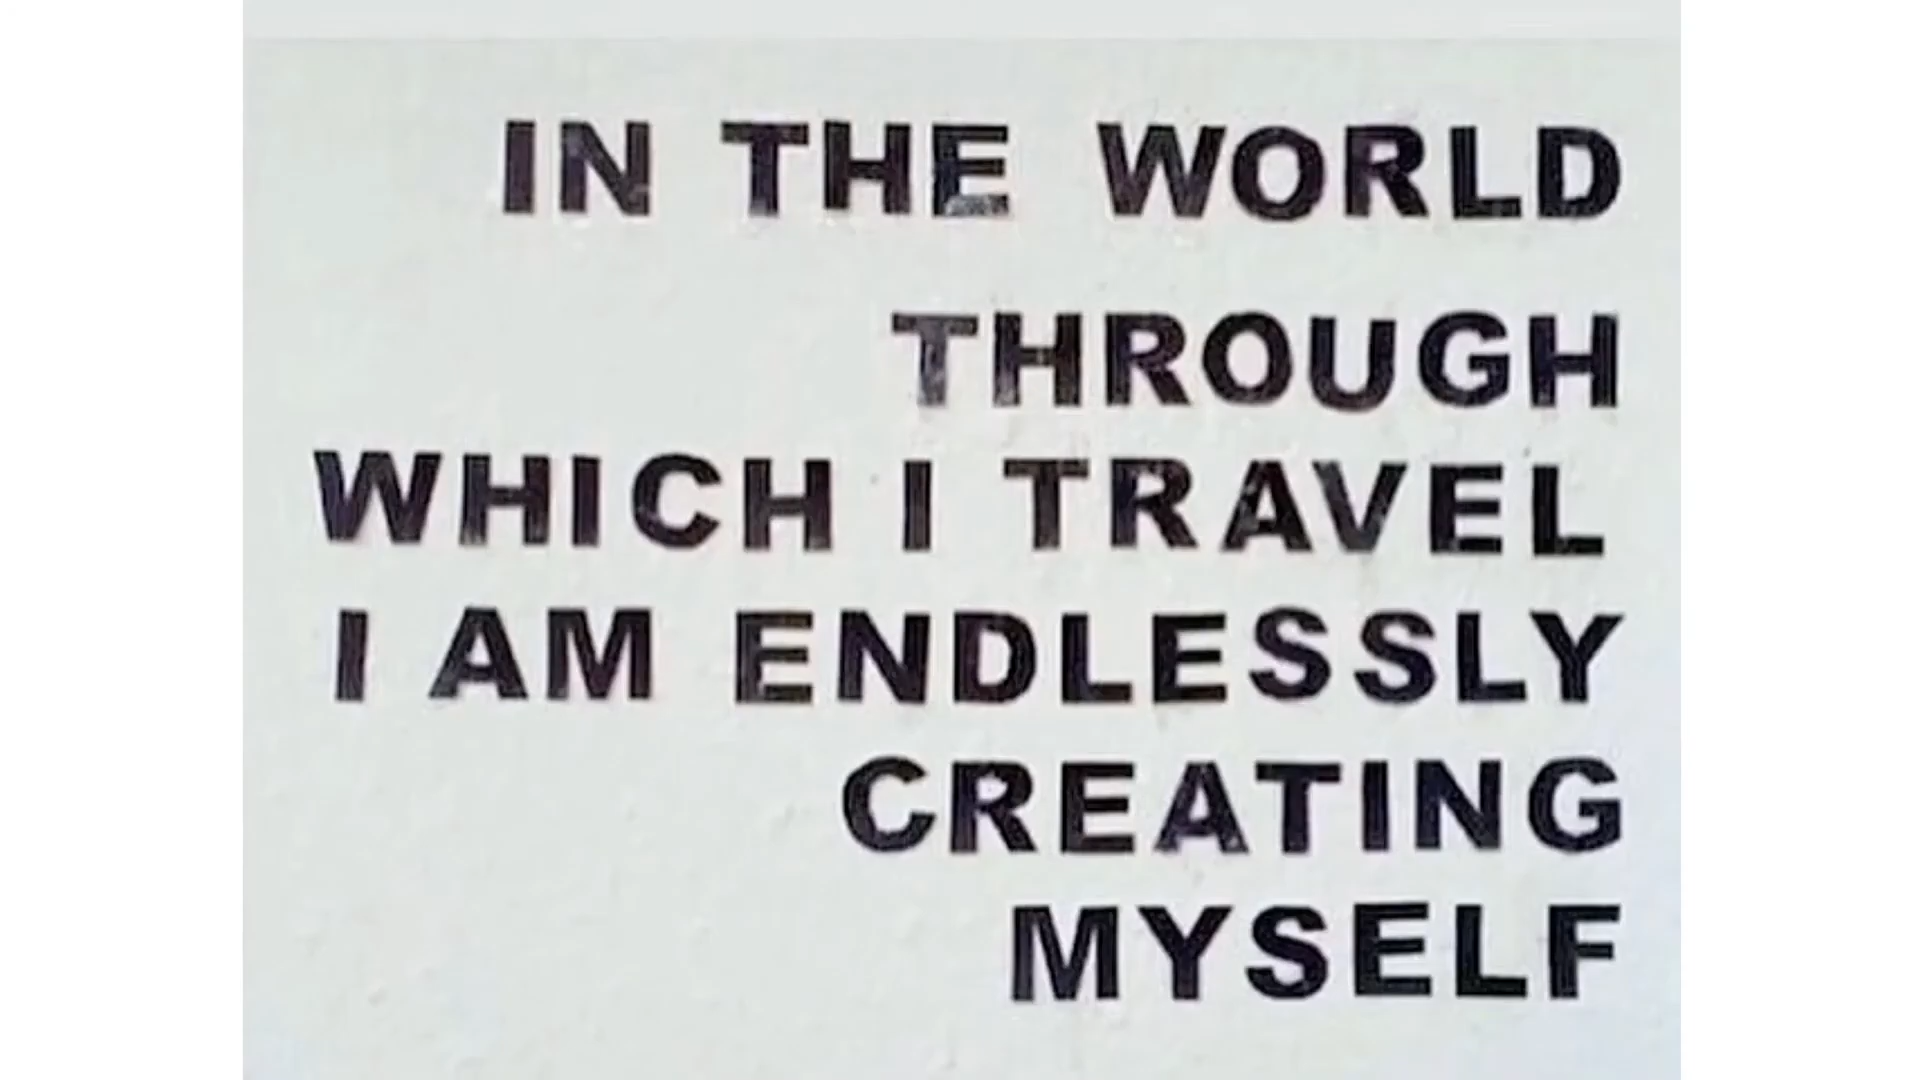 IN THE WORLD
THROUGH
WHICH I TRAVEL
I AM ENDLESSLY
CREATING
MYSELF